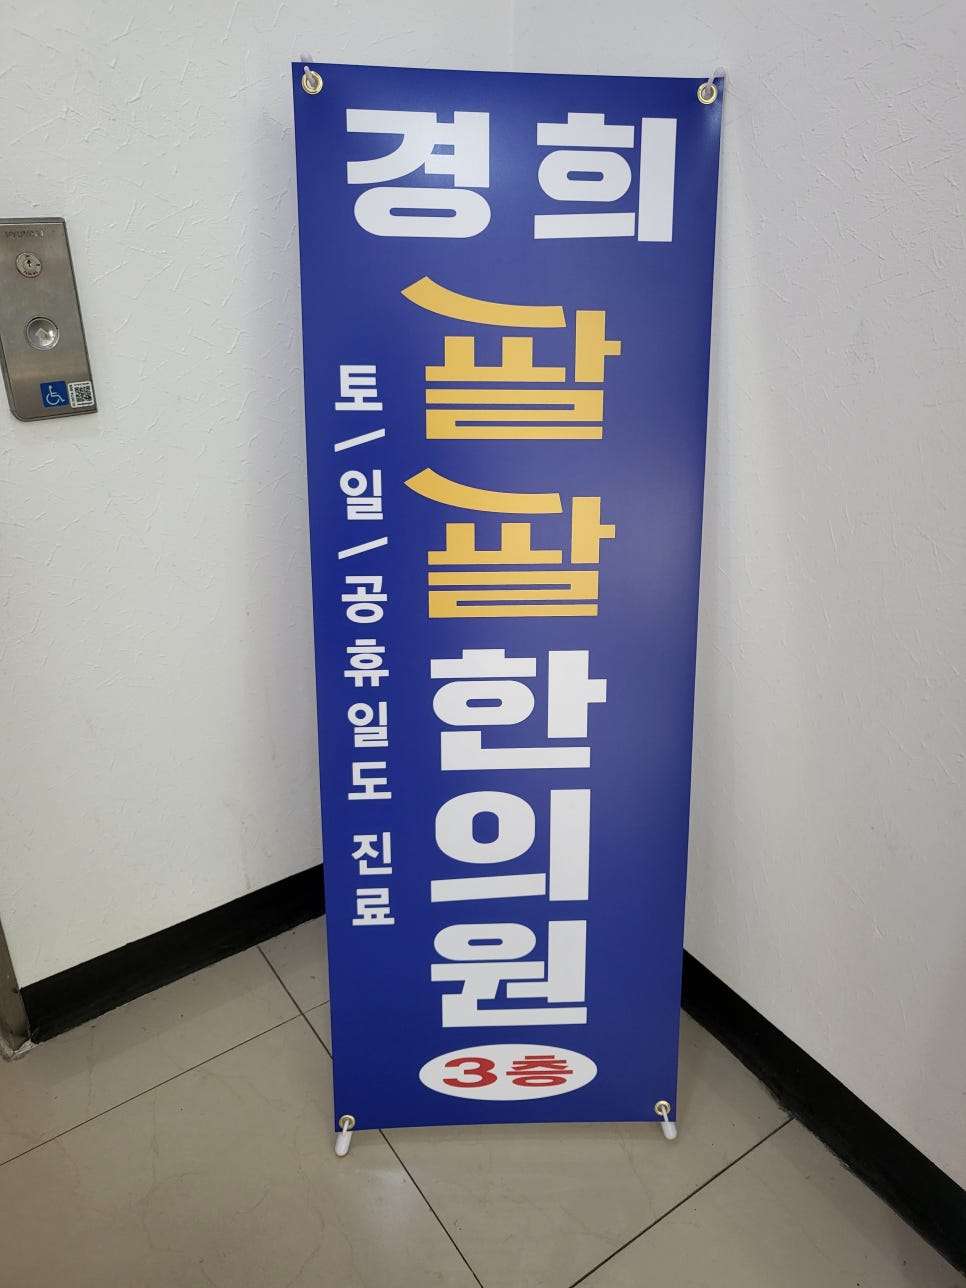 경희
팔팔
한의원
3층
토/일/공휴일도 진료